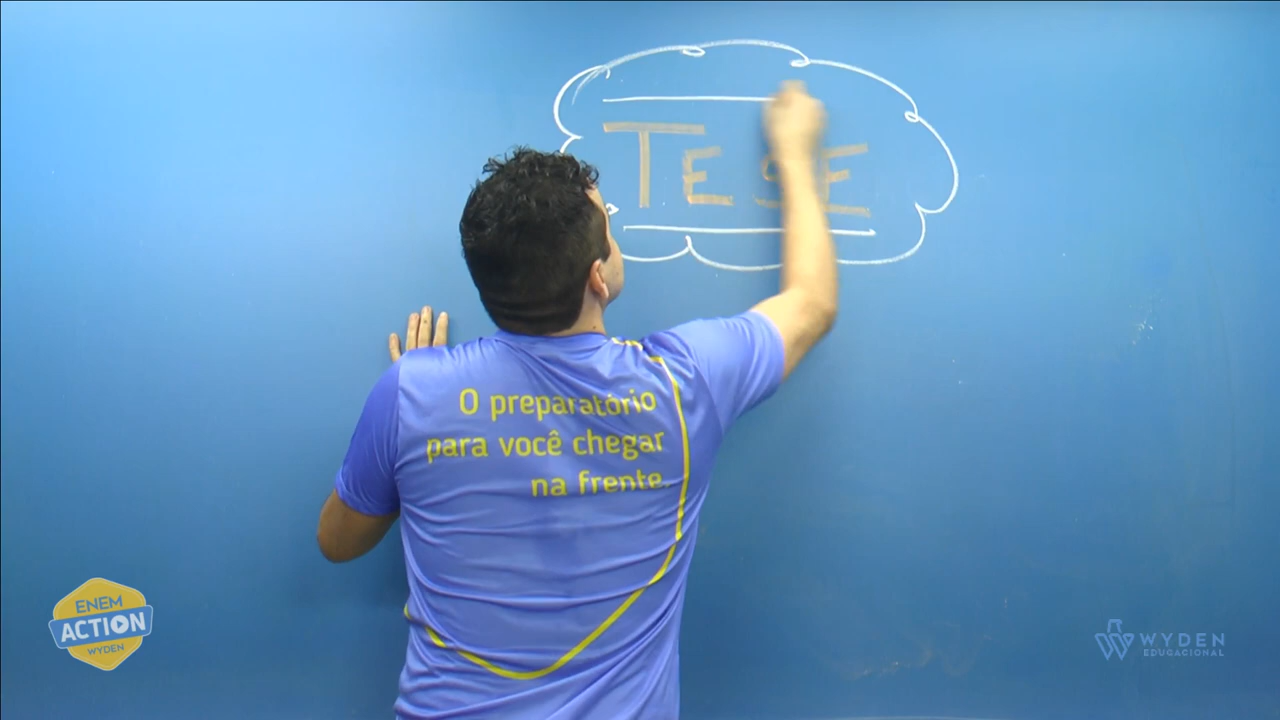 TESE
O preparatório
para você chegar
na frente.
ENEM
ACTION
WYDEN
WYDEN
EDUCACIONAL